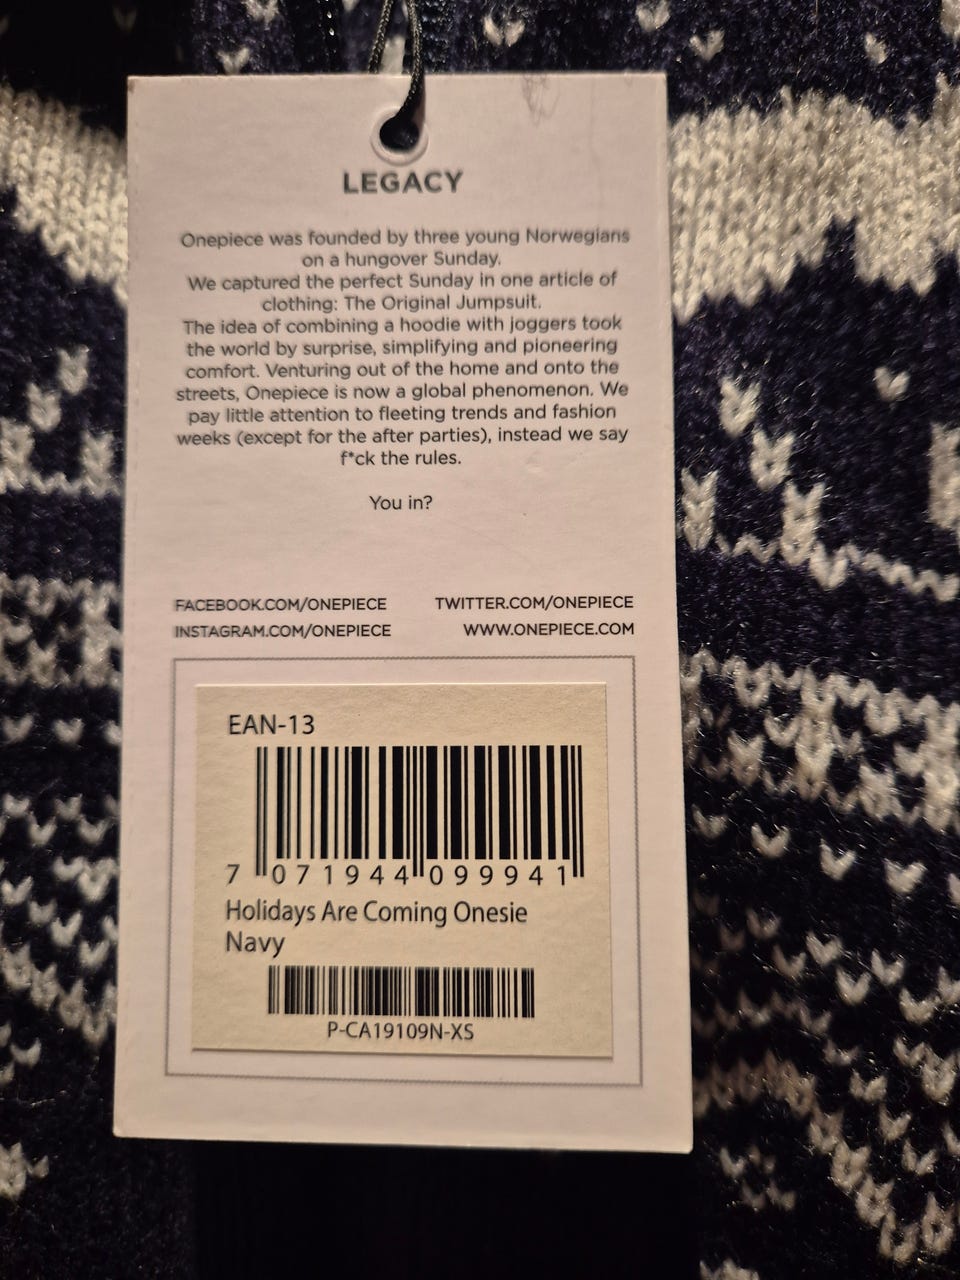 LEGACY
Onepiece was founded by three young Norwegians
on a hungover Sunday.
We captured the perfect Sunday in one article of
clothing: The Original Jumpsuit.
The idea of combining a hoodie with joggers took
the world by surprise, simplifying and pioneering
comfort. Venturing out of the home and onto the
streets, Onepiece is now a global phenomenon. We
pay little attention to fleeting trends and fashion
weeks (except for the after parties), instead we say
f*ck the rules.
You in?
FACEBOOK.COM/ONEPIECE TWITTER.COM/ONEPIECE
INSTAGRAM.COM/ONEPIECE WWW.ONEPIECE.COM
EAN-13
7 071944 099941
Holidays Are Coming Onesie
Navy
P-CA19109N-XS